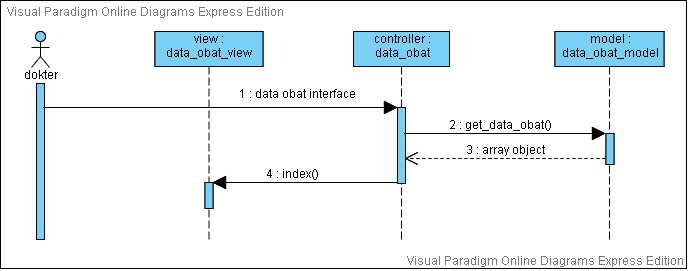 Visual Paradigm Online Diagrams Express Edition
view :
data_obat_view
controller :
data_obat
model :
data_obat_model
dokter
1 : data obat interface
2 : get_data_obat()
3 : array object
4 : index()
Visual Paradigm Online Diagrams Express Edition